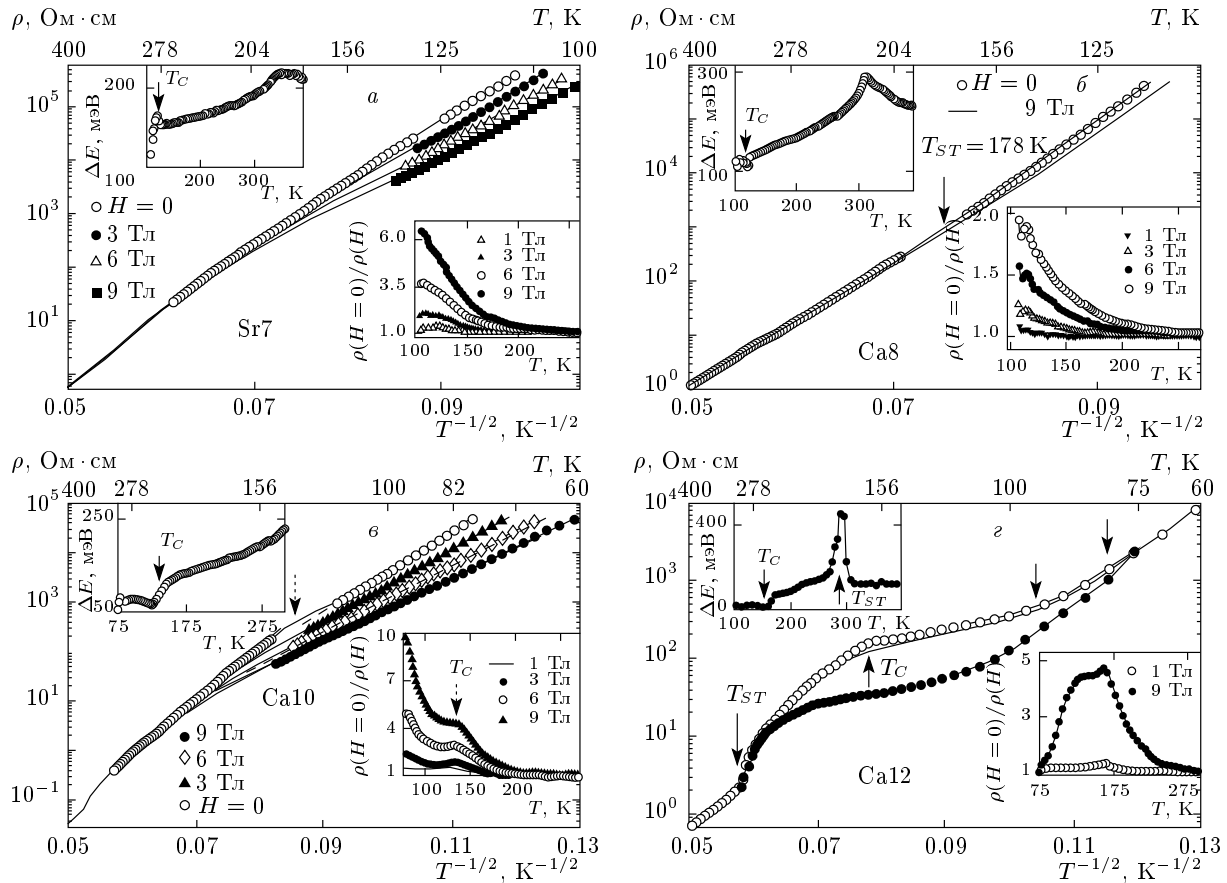 ρ, Ом·см T, K
400 278 204 156 125 100
10^5
10^3
10^1
ΔE, мэВ
200
100
T_C
200 300
T, K
а
H = 0
3 Тл
6 Тл
9 Тл
Sr7
ρ(H = 0)/ρ(H)
6.0
3.5
1.0
1 Тл
3 Тл
6 Тл
9 Тл
100 150 200
T, K
0.05 0.07 0.09
T^{-1/2}, K^{-1/2}
ρ, Ом·см T, K
400 278 204 156 125
10^6
10^4
10^2
10^0
ΔE, мэВ
300
100
T_C
100 200 300
T, K
H = 0 б
9 Тл
T_{ST} = 178 K
Ca8
ρ(H = 0)/ρ(H)
2.0
1.5
1.0
1 Тл
3 Тл
6 Тл
9 Тл
100 150 200
T, K
0.05 0.07 0.09
T^{-1/2}, K^{-1/2}
ρ, Ом·см T, K
400 278 156 100 82 60
10^5
10^3
10^1
10^{-1}
ΔE, мэВ
250
50
T_C
75 175 275
T, K
в
Ca10
9 Тл
6 Тл
3 Тл
H = 0
ρ(H = 0)/ρ(H)
10
7
4
1
T_C
1 Тл
3 Тл
6 Тл
9 Тл
100 150 200
T, K
0.05 0.07 0.09 0.11 0.13
T^{-1/2}, K^{-1/2}
ρ, Ом·см T, K
400 278 156 100 75 60
10^4
10^3
10^2
10^1
10^0
ΔE, мэВ
400
0
T_C
T_{ST}
100 200 300
T, K
г
T_{ST}
T_C
Ca12
ρ(H = 0)/ρ(H)
5
3
1
1 Тл
9 Тл
75 175 275
T, K
0.05 0.07 0.09 0.11 0.13
T^{-1/2}, K^{-1/2}